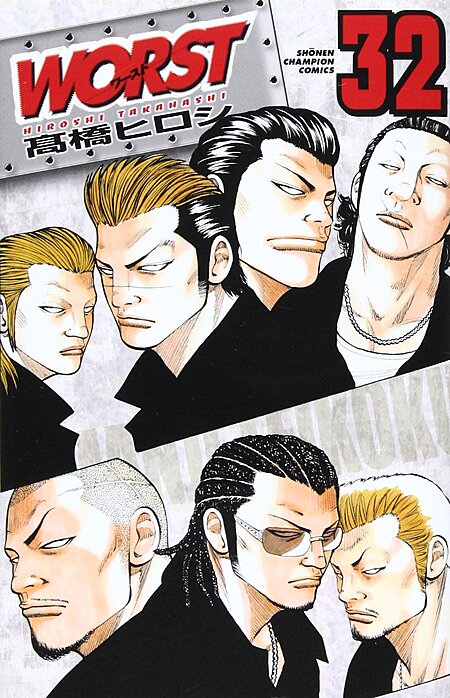 WORST
ワースト
HIROSHI TAKAHASHI
髙橋ヒロシ
SHŌNEN
CHAMPION
COMICS
32